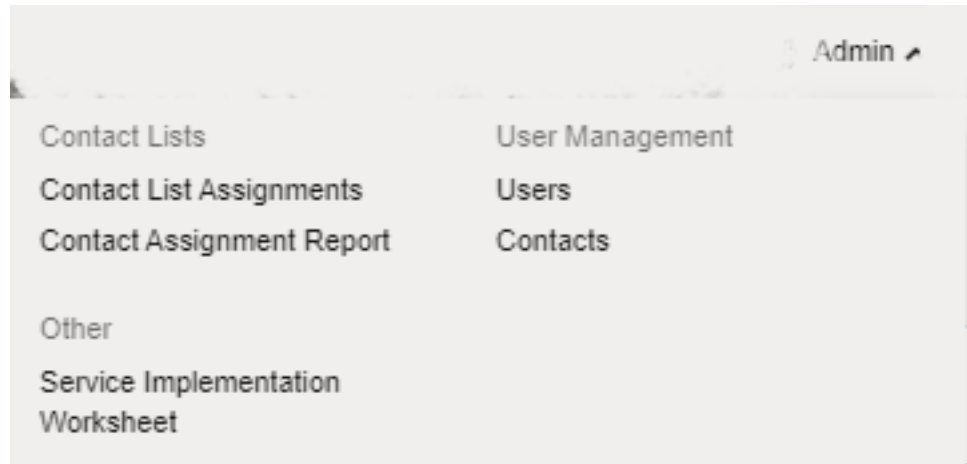 Admin
Contact Lists
Contact List Assignments
Contact Assignment Report
User Management
Users
Contacts
Other
Service Implementation
Worksheet